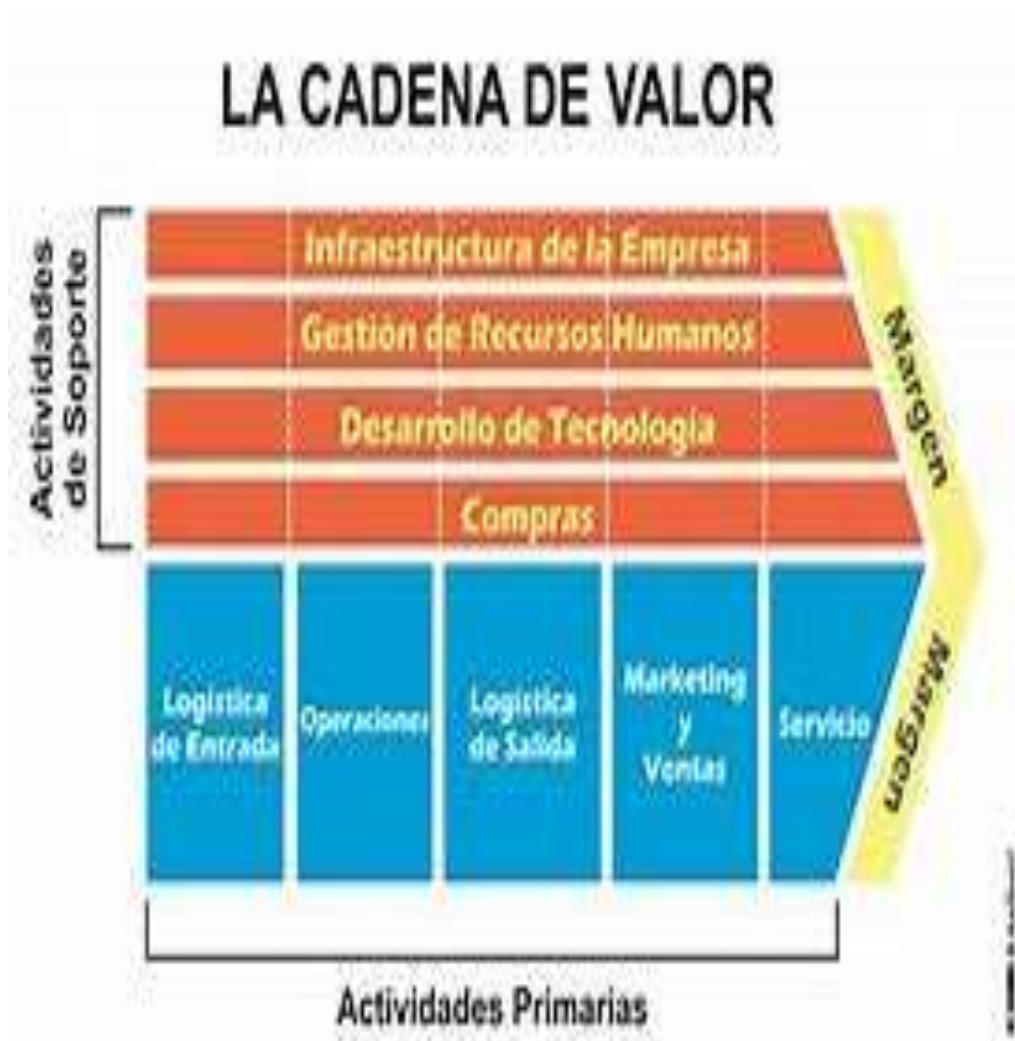 LA CADENA DE VALOR
Actividades
de Soporte
Infraestructura de la Empresa
Gestión de Recursos Humanos
Desarrollo de Tecnología
Compras
Margen
Logística
de Entrada
Operaciones
Logística
de Salida
Marketing
y
Ventas
Servicio
Margen
Actividades Primarias